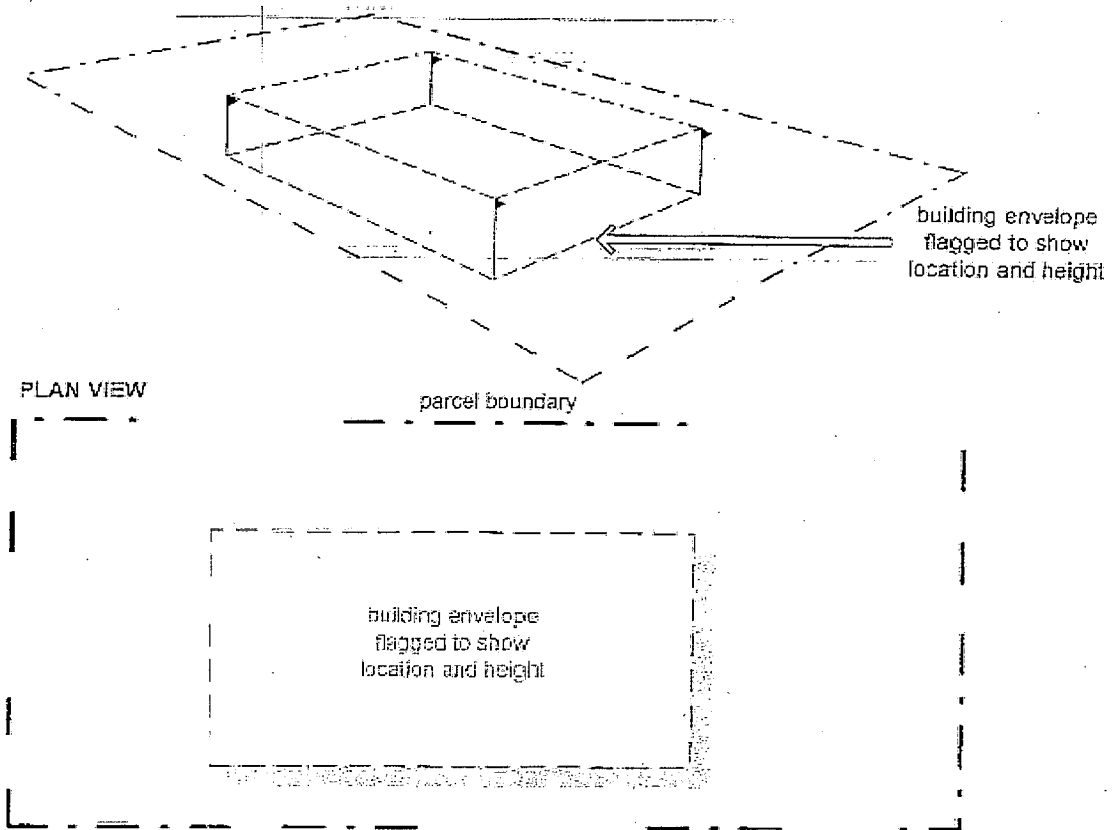 building envelope
flagged to show
location and height
PLAN VIEW
parcel boundary
building envelope
flagged to show
location and height